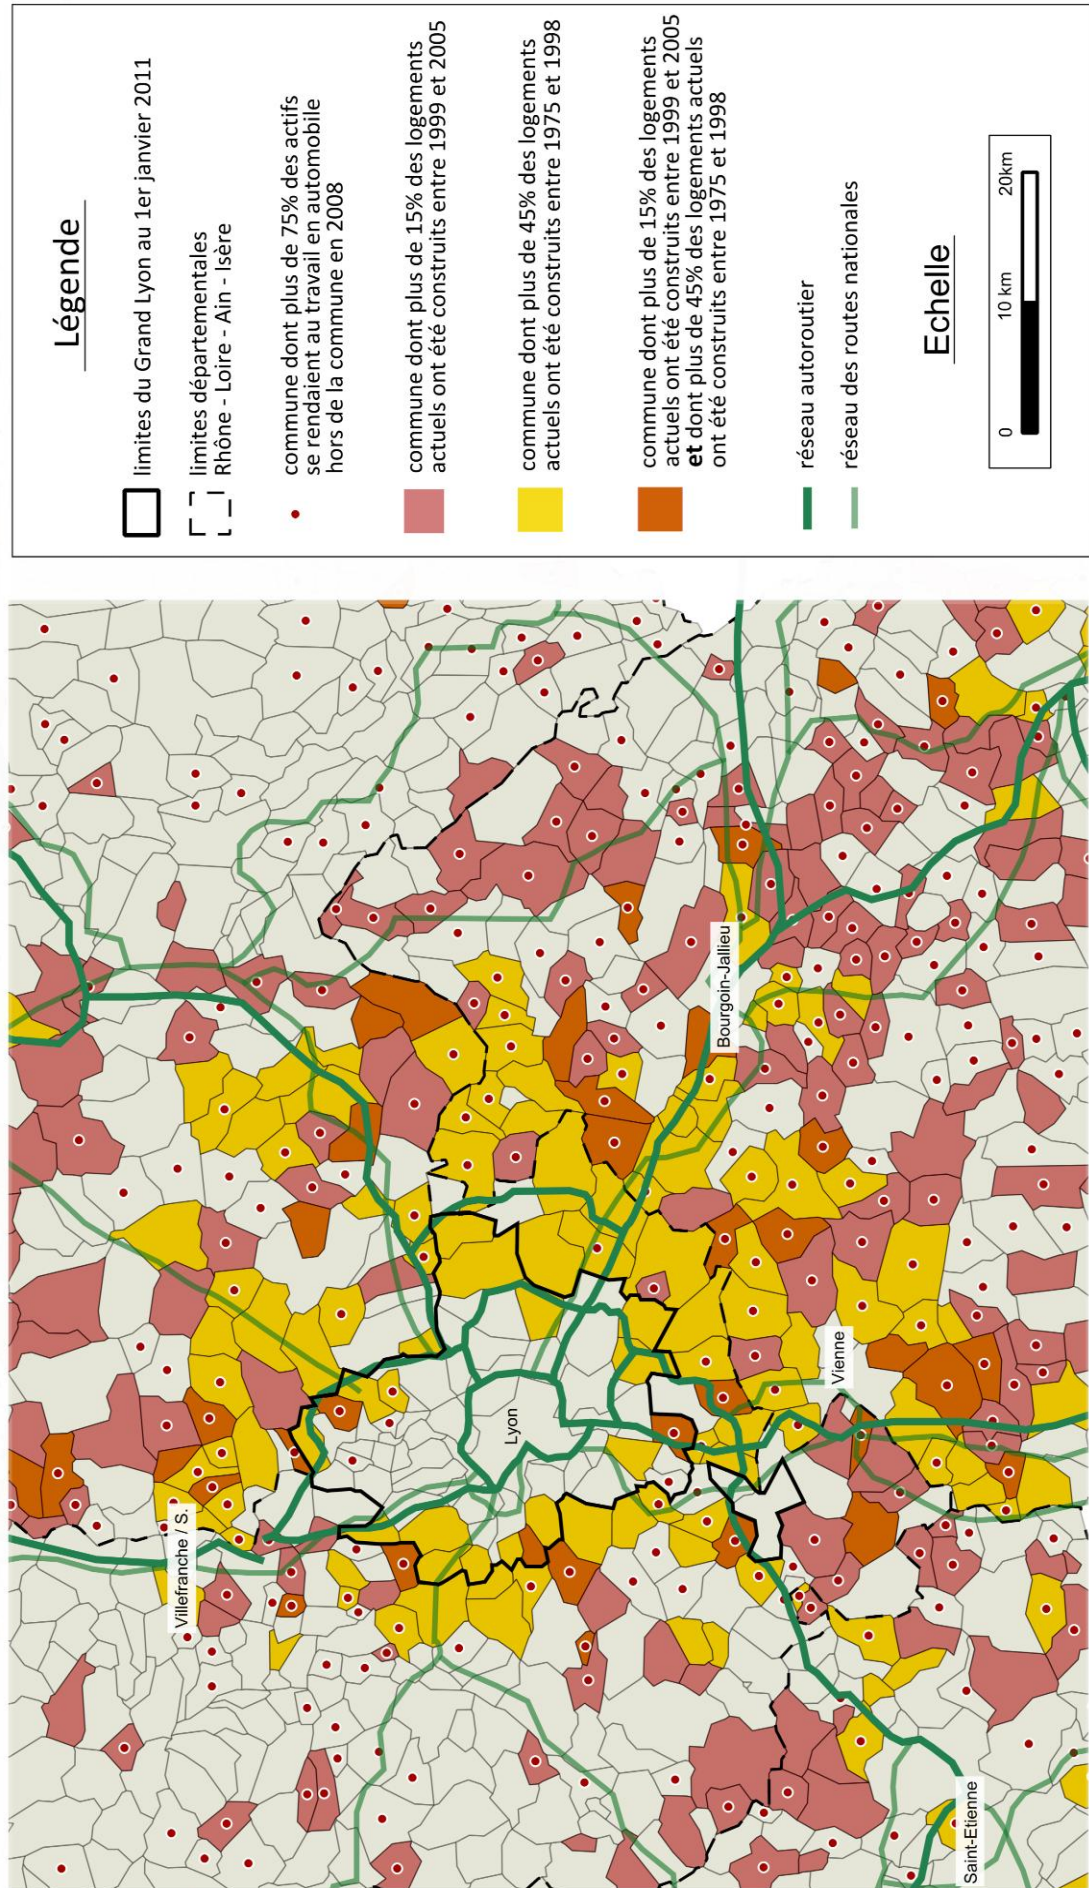 Légende
limites du Grand Lyon au 1er janvier 2011
limites départementales
Rhône - Loire - Ain - Isère
commune dont plus de 75% des actifs
se rendaient au travail en automobile
hors de la commune en 2008
commune dont plus de 15% des logements
actuels ont été construits entre 1999 et 2005
commune dont plus de 45% des logements
actuels ont été construits entre 1975 et 1998
commune dont plus de 15% des logements
actuels ont été construits entre 1999 et 2005
et dont plus de 45% des logements actuels
ont été construits entre 1975 et 1998
réseau autoroutier
réseau des routes nationales
Echelle
0 10 km 20km
Villefranche / S.
Lyon
Bourgoin-Jallieu
Vienne
Saint-Etienne